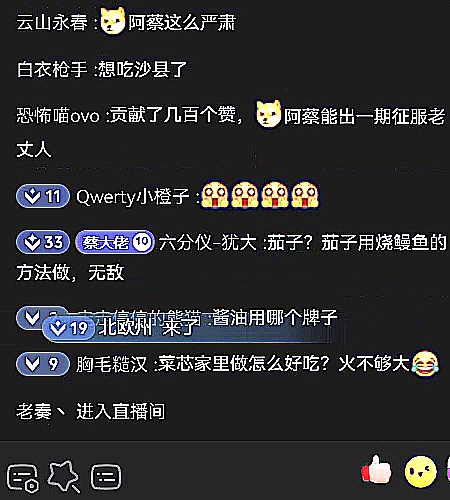 云山永春 :阿蔡这么严肃
白衣枪手 :想吃沙县了
恐怖喵ovo :贡献了几百个赞，阿蔡能出一期征服老
丈人
11 Qwerty小橙子 :
33 蔡大佬 10 六分仪-犹大 :茄子？茄子用烧鳗鱼的
方法做，无敌
的熊猫 :酱油用哪个牌子
19 北欧州 来了
9 胸毛糙汉 :菜芯家里做怎么好吃？火不够大
老奏丶 进入直播间